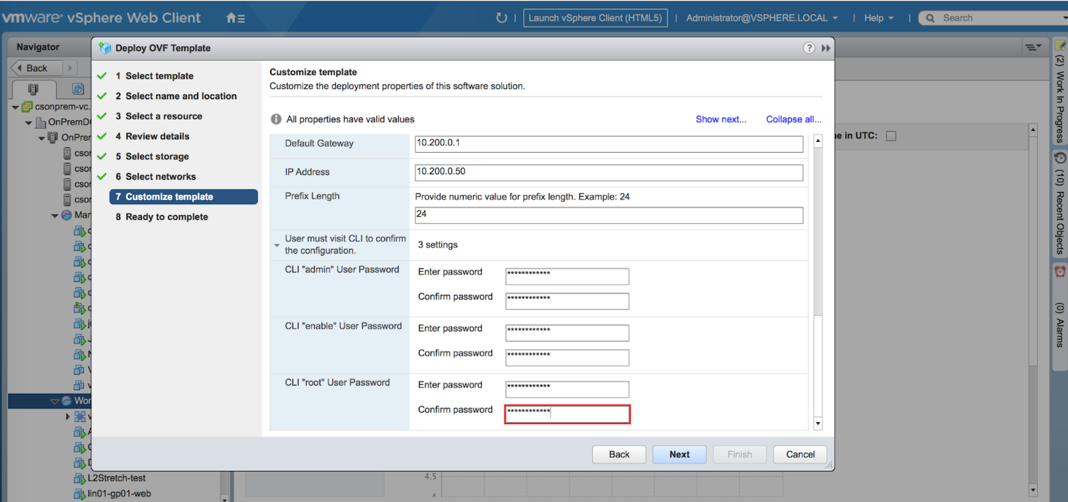 vmware® vSphere Web Client
Launch vSphere Client (HTML5)
Administrator@VSPHERE.LOCAL
Help
Search
Navigator
Back
csonprem-vc.
OnPremD
OnPrem
cso
cso
cso
cso
Man
Wor
L2Stretch-test
lin01-gp01-web
Deploy OVF Template
1 Select template
2 Select name and location
3 Select a resource
4 Review details
5 Select storage
6 Select networks
7 Customize template
8 Ready to complete
Customize template
Customize the deployment properties of this software solution.
All properties have valid values
Show next...
Collapse all...
Default Gateway
10.200.0.1
IP Address
10.200.0.50
Prefix Length
Provide numeric value for prefix length. Example: 24
24
User must visit CLI to confirm
the configuration.
3 settings
CLI "admin" User Password
Enter password
************
Confirm password
************
CLI "enable" User Password
Enter password
************
Confirm password
************
CLI "root" User Password
Enter password
************
Confirm password
************
Back
Next
Finish
Cancel
e in UTC:
4.5
(2) Work In Progress
(10) Recent Objects
(0) Alarms